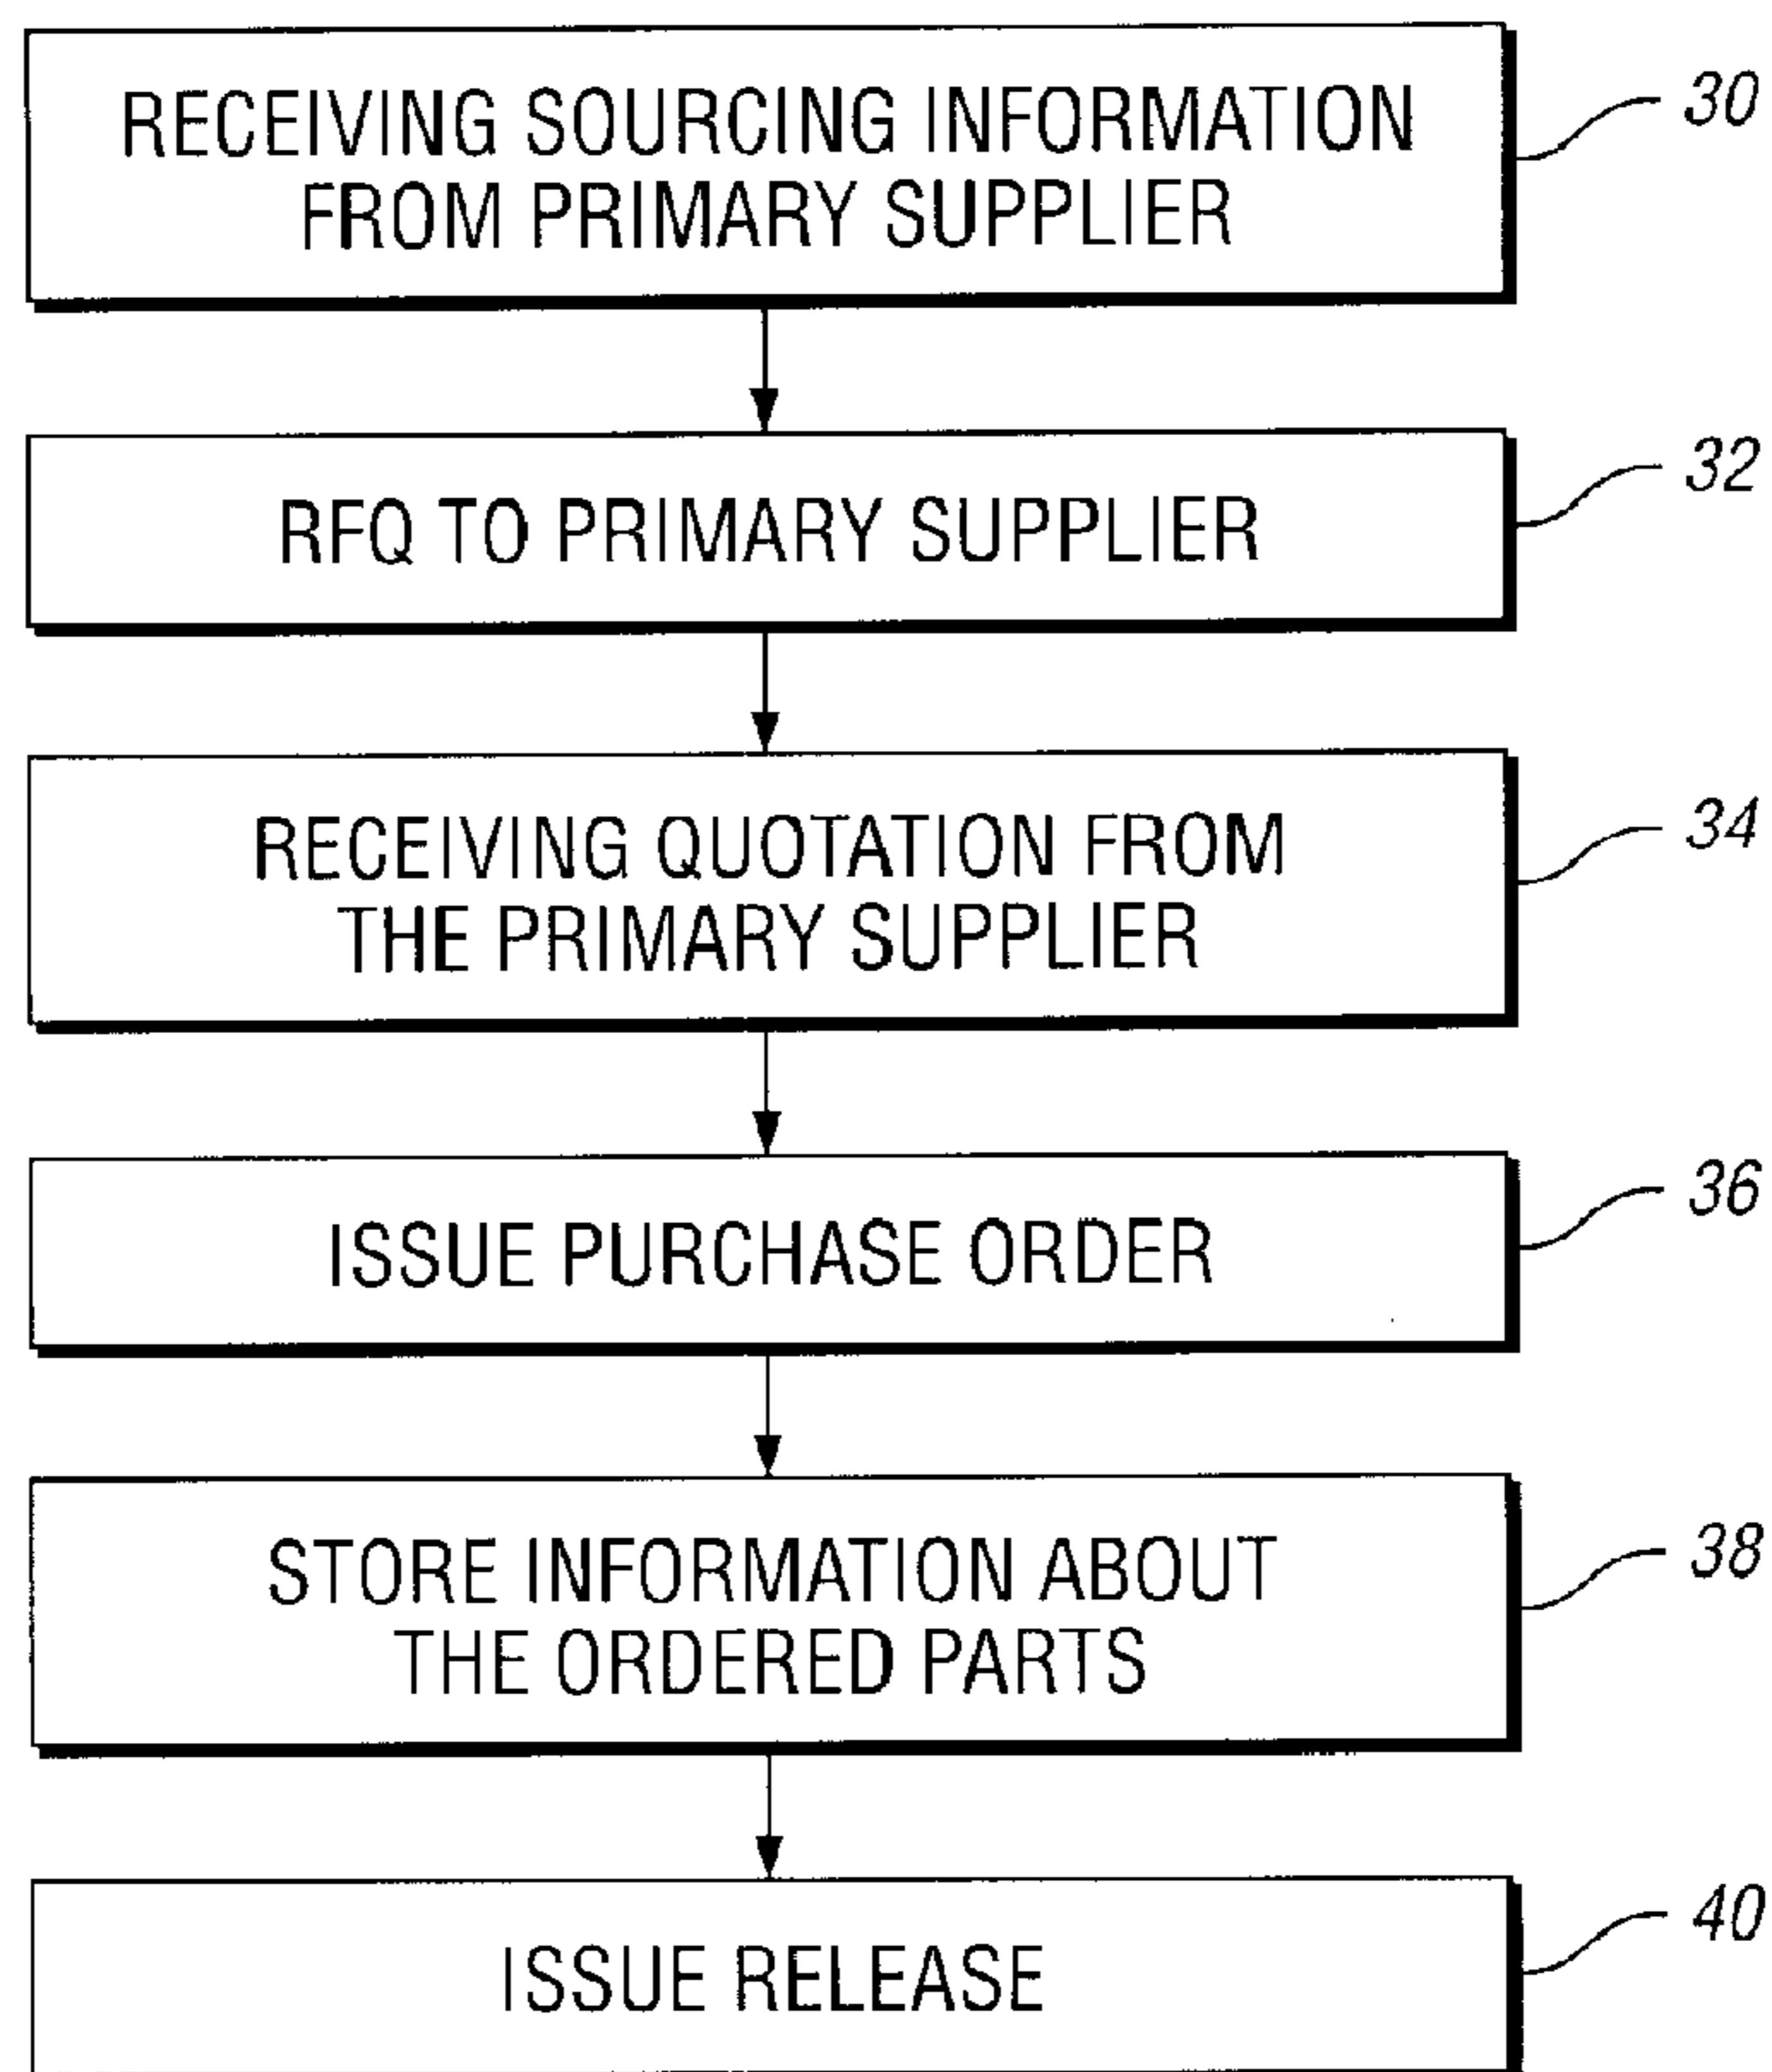 RECEIVING SOURCING INFORMATION
FROM PRIMARY SUPPLIER
30
RFQ TO PRIMARY SUPPLIER
32
RECEIVING QUOTATION FROM
THE PRIMARY SUPPLIER
34
ISSUE PURCHASE ORDER
36
STORE INFORMATION ABOUT
THE ORDERED PARTS
38
ISSUE RELEASE
40